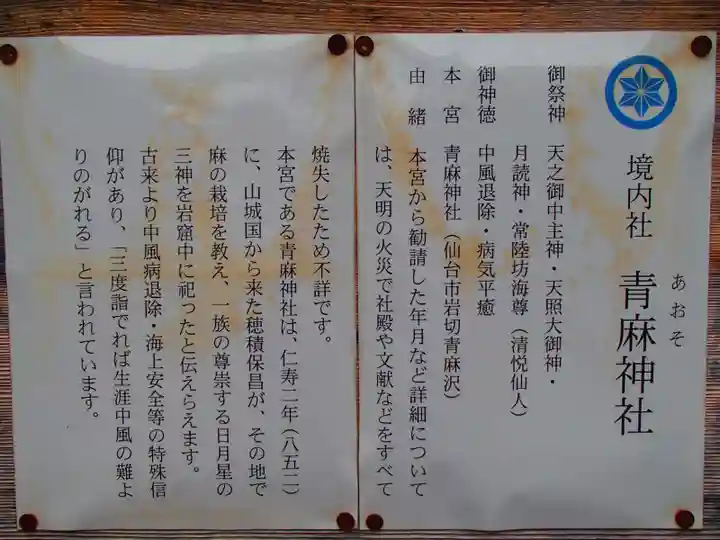 境内社 青麻神社
あおそ
御祭神 天之御中主神・天照大御神・
月読神・常陸坊海尊（清悦仙人）
御神徳 中風退除・病気平癒
本宮 青麻神社（仙台市岩切青麻沢）
由緒 本宮から勧請した年月など詳細について
は、天明の火災で社殿や文献などをすべて
焼失したため不詳です。
本宮である青麻神社は、仁寿二年（八五二）
に、山城国から来た穂積保昌が、その地で
麻の栽培を教え、一族の尊崇する日月星の
三神を岩窟中に祀ったと伝えらえます。
古来より中風病退除・海上安全等の特殊信
仰があり、「三度詣でれば生涯中風の難よ
りのがれる」と言われています。